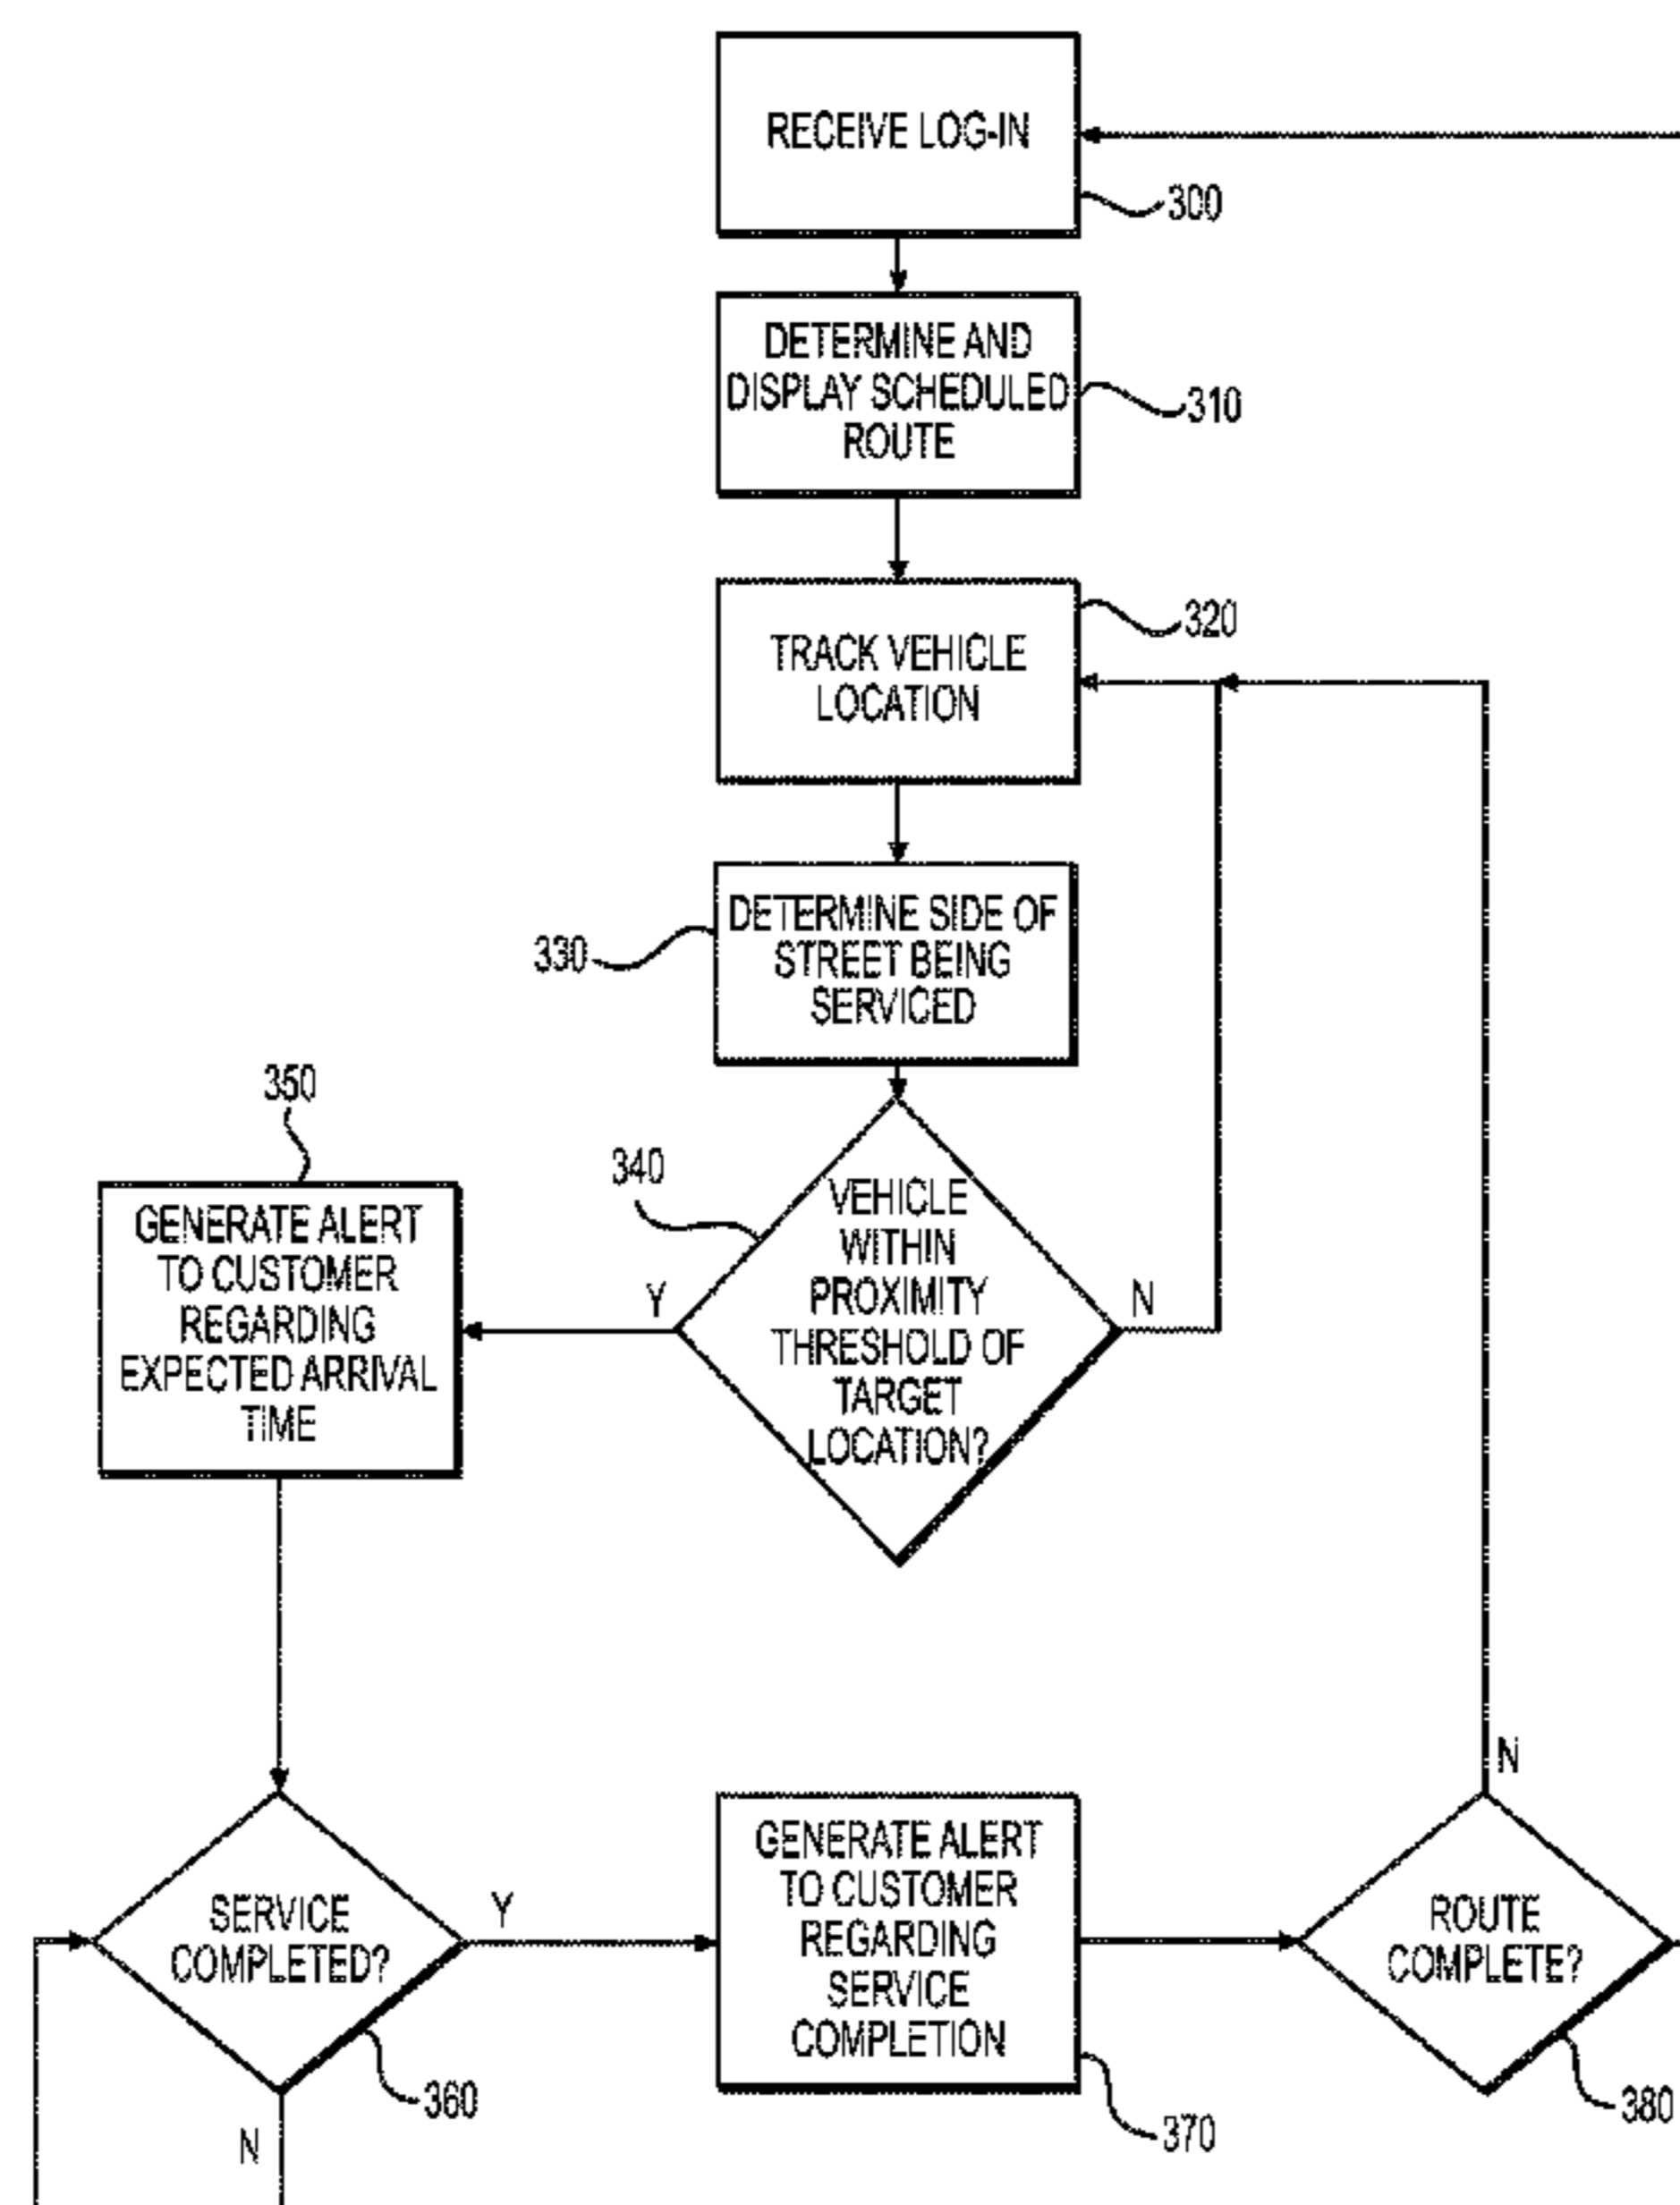 RECEIVE LOG-IN
300
DETERMINE AND
DISPLAY SCHEDULED
ROUTE
310
320
TRACK VEHICLE
LOCATION
330
DETERMINE SIDE OF
STREET BEING
SERVICED
350
GENERATE ALERT
TO CUSTOMER
REGARDING
EXPECTED ARRIVAL
TIME
340
VEHICLE
WITHIN
PROXIMITY
THRESHOLD OF
TARGET
LOCATION?
Y
N
SERVICE
COMPLETED?
Y
360
N
GENERATE ALERT
TO CUSTOMER
REGARDING
SERVICE
COMPLETION
370
N
ROUTE
COMPLETE?
380